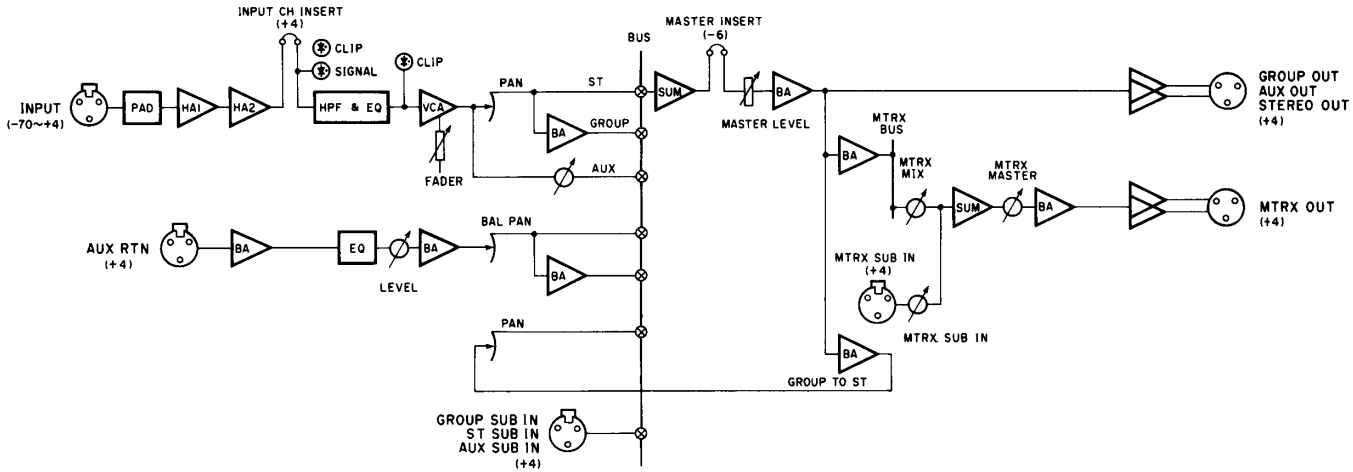 INPUT CH INSERT
(+4)
CLIP
SIGNAL
CLIP
INPUT
(-70~+4)
PAD
HA1
HA2
HPF & EQ
VCA
FADER
PAN
ST
BA
GROUP
AUX
BUS
MASTER INSERT
(-6)
SUM
MASTER LEVEL
BA
GROUP OUT
AUX OUT
STEREO OUT
(+4)
MTRX
BUS
BA
MTRX
MIX
SUM
MTRX
MASTER
BA
MTRX OUT
(+4)
MTRX SUB IN
(+4)
MTRX SUB IN
AUX RTN
(+4)
BA
EQ
LEVEL
BA
BAL PAN
BA
PAN
BA
GROUP TO ST
GROUP SUB IN
ST SUB IN
AUX SUB IN
(+4)